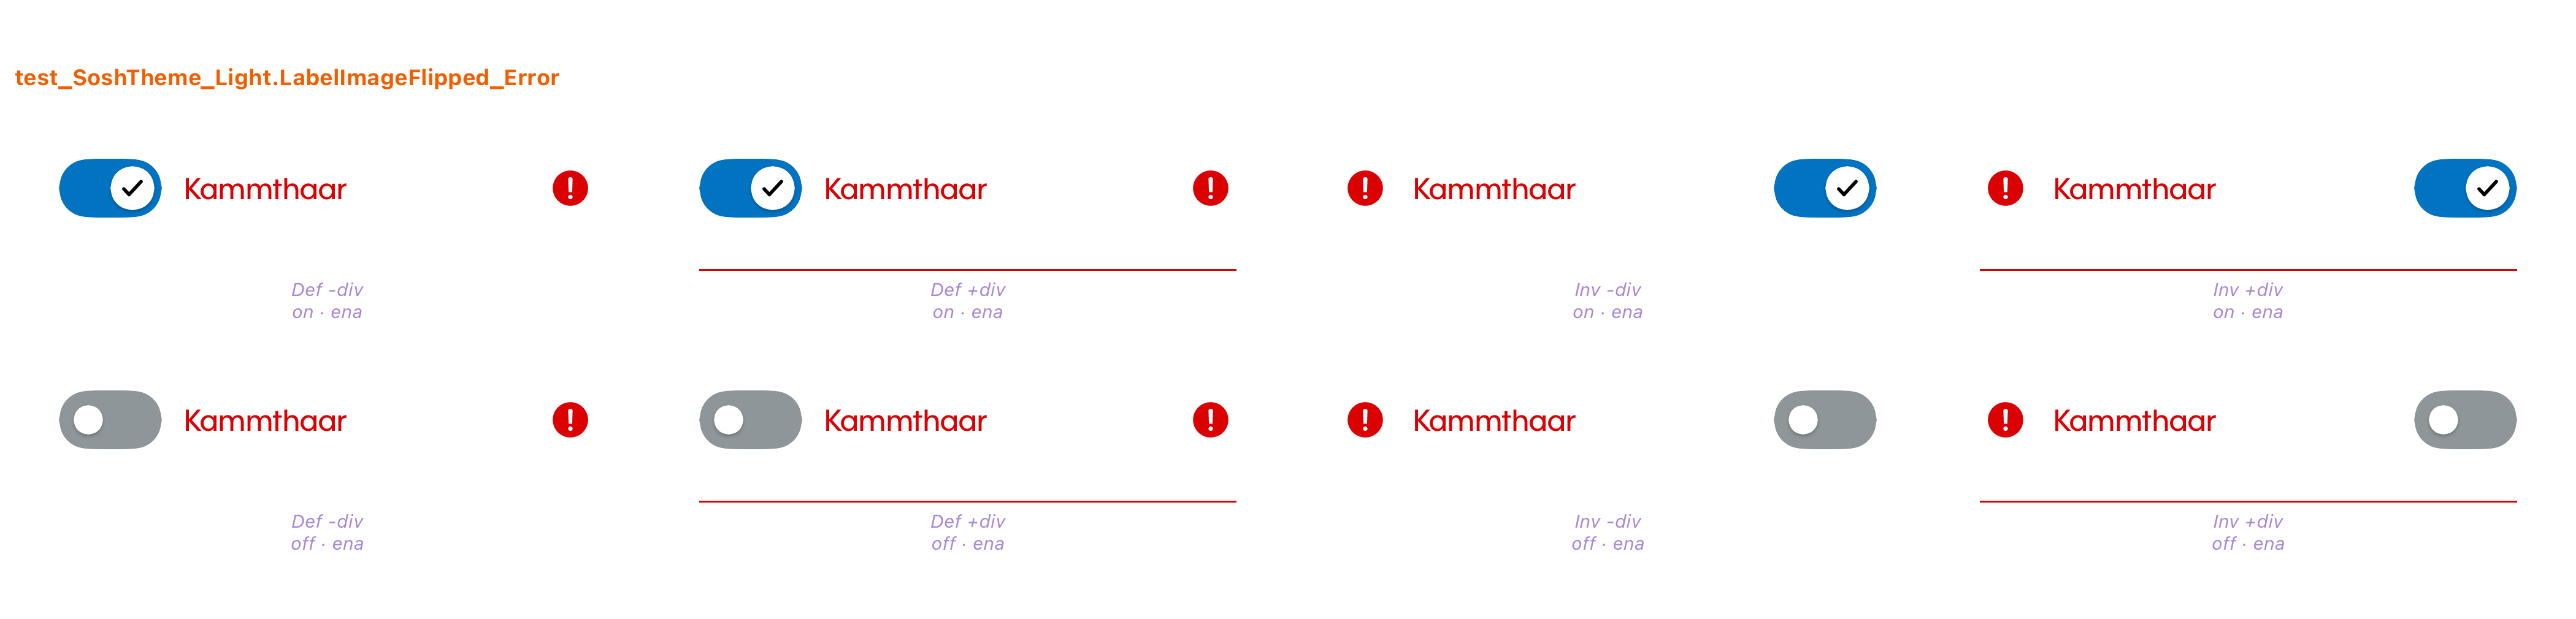 test_SoshTheme_Light.LabelImageFlipped_Error
Kammthaar
Kammthaar
Kammthaar
Kammthaar
Def -div
on · ena
Def +div
on · ena
Inv -div
on · ena
Inv +div
on · ena
Kammthaar
Kammthaar
Kammthaar
Kammthaar
Def -div
off · ena
Def +div
off · ena
Inv -div
off · ena
Inv +div
off · ena